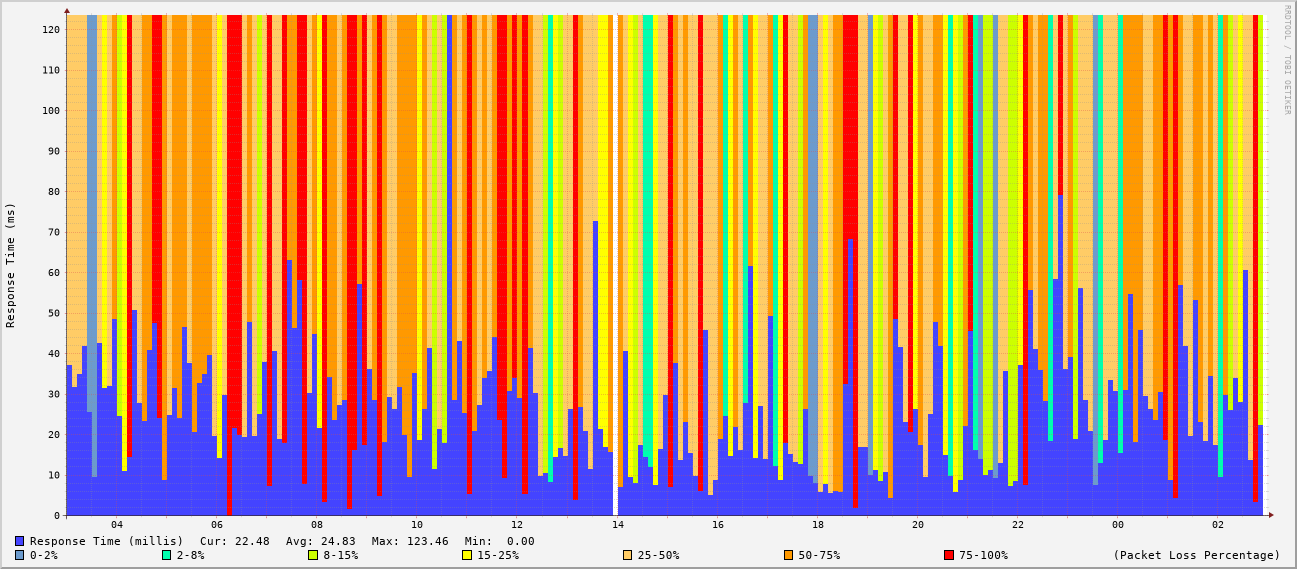 RRDTOOL / TOBI OETIKER
Response Time (ms)
120
110
100
90
80
70
60
50
40
30
20
10
0
04 06 08 10 12 14 16 18 20 22 00 02
Response Time (millis) Cur: 22.48 Avg: 24.83 Max: 123.46 Min: 0.00
0-2% 2-8% 8-15% 15-25% 25-50% 50-75% 75-100% (Packet Loss Percentage)